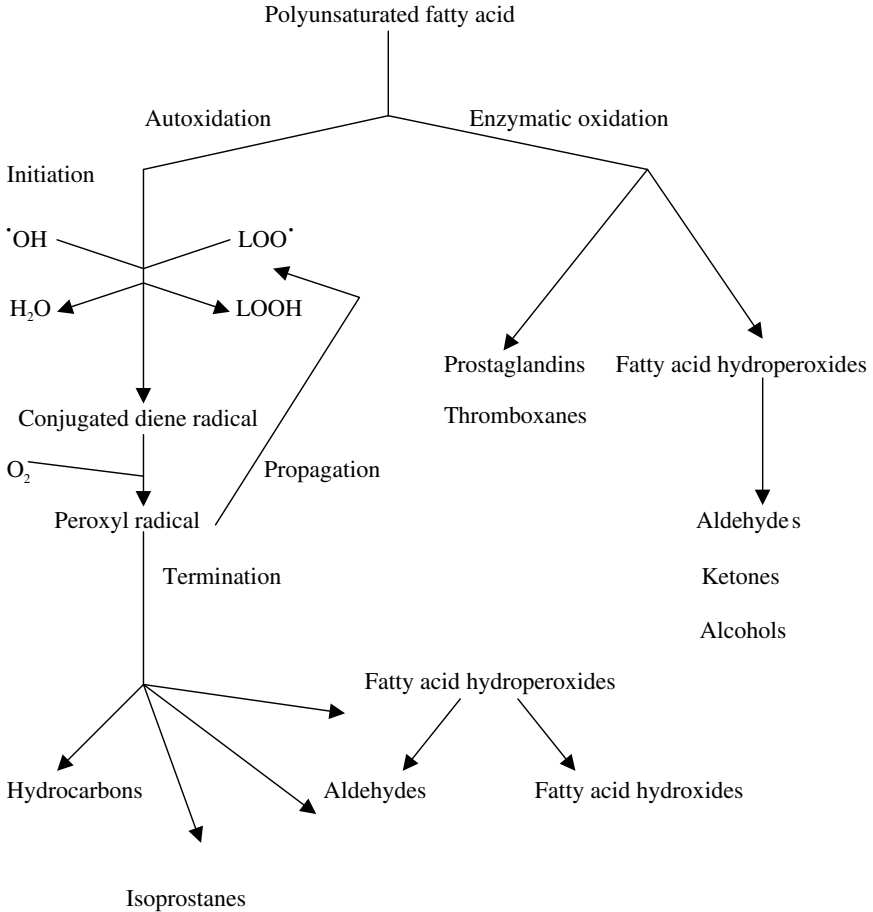 Polyunsaturated fatty acid
Autoxidation
Enzymatic oxidation
Initiation
•OH
LOO•
H₂O
LOOH
Prostaglandins
Fatty acid hydroperoxides
Thromboxanes
Conjugated diene radical
O₂
Propagation
Peroxyl radical
Aldehydes
Termination
Ketones
Alcohols
Fatty acid hydroperoxides
Hydrocarbons
Aldehydes
Fatty acid hydroxides
Isoprostanes